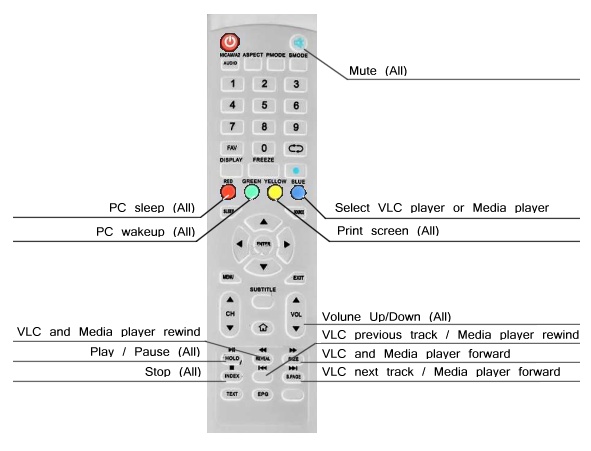 NICAM/A2 ASPECT PMODE SMODE
AUDIO
Mute (All)
1 2 3
4 5 6
7 8 9
FAV 0
DISPLAY FREEZE
RED GREEN YELLOW BLUE
PC sleep (All)
Select VLC player or Media player
SLEEP
PC wakeup (All)
Print screen (All)
ENTER
MENU EXIT
SUBTITLE
CH VOL
Volune Up/Down (All)
VLC and Media player rewind
VLC previous track / Media player rewind
Play / Pause (All)
HOLD REVEAL SIZE
VLC and Media player forward
Stop (All)
INDEX S.PAGE
VLC next track / Media player forward
TEXT EPG